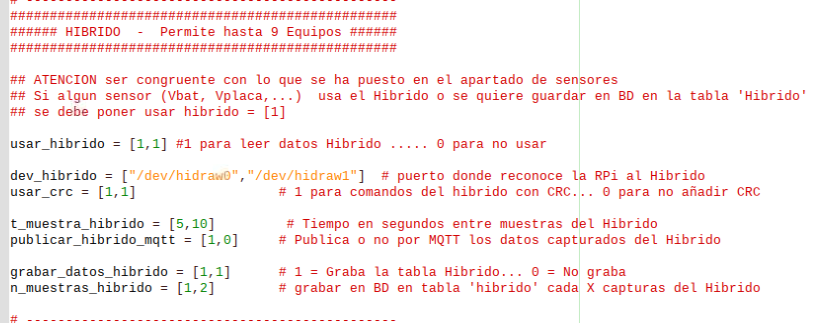 # -----------------------------------------------
#################################################
###### HIBRIDO  -  Permite hasta 9 Equipos ######
#################################################
## ATENCION ser congruente con lo que se ha puesto en el apartado de sensores
## Si algun sensor (Vbat, Vplaca,...)  usa el Hibrido o se quiere guardar en BD en la tabla 'Hibrido'
## se debe poner usar hibrido = [1]
usar_hibrido = [1,1] #1 para leer datos Hibrido ..... 0 para no usar
dev_hibrido = ["/dev/hidraw0","/dev/hidraw1"]  # puerto donde reconoce la RPi al Hibrido
usar_crc = [1,1]                  # 1 para comandos del hibrido con CRC... 0 para no añadir CRC
t_muestra_hibrido = [5,10]         # Tiempo en segundos entre muestras del Hibrido
publicar_hibrido_mqtt = [1,0]     # Publica o no por MQTT los datos capturados del Hibrido
grabar_datos_hibrido = [1,1]      # 1 = Graba la tabla Hibrido... 0 = No graba
n_muestras_hibrido = [1,2]        # grabar en BD en tabla 'hibrido' cada X capturas del Hibrido
# -----------------------------------------------